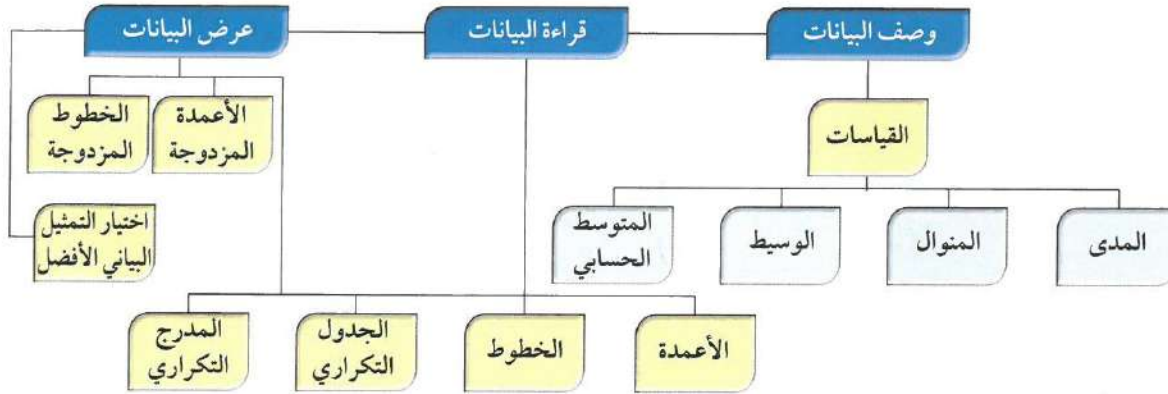 وصف البيانات
قراءة البيانات
عرض البيانات
القياسات
الأعمدة
المزدوجة
الخطوط
المزدوجة
المدى
المنوال
الوسيط
المتوسط
الحسابي
اختيار التمثيل
البياني الأفضل
الأعمدة
الخطوط
الجدول
التكراري
المدرج
التكراري